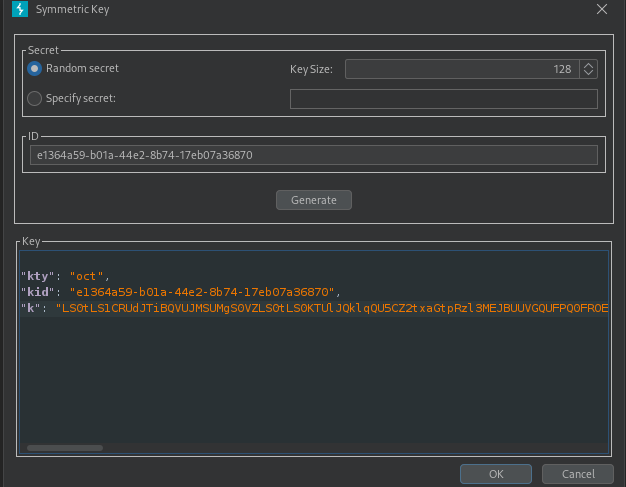 Symmetric Key
Secret
Random secret
Key Size:
128
Specify secret:
ID
e1364a59-b01a-44e2-8b74-17eb07a36870
Generate
Key
"kty": "oct",
"kid": "e1364a59-b01a-44e2-8b74-17eb07a36870",
"k": "LS0tLS1CRUdJTiBQVUJMSUMgS0VZLS0tLS0KTUlJQklqQU5CZ2txaGtpRzl3MEJBUUVGQUFPQ0FROE
OK
Cancel